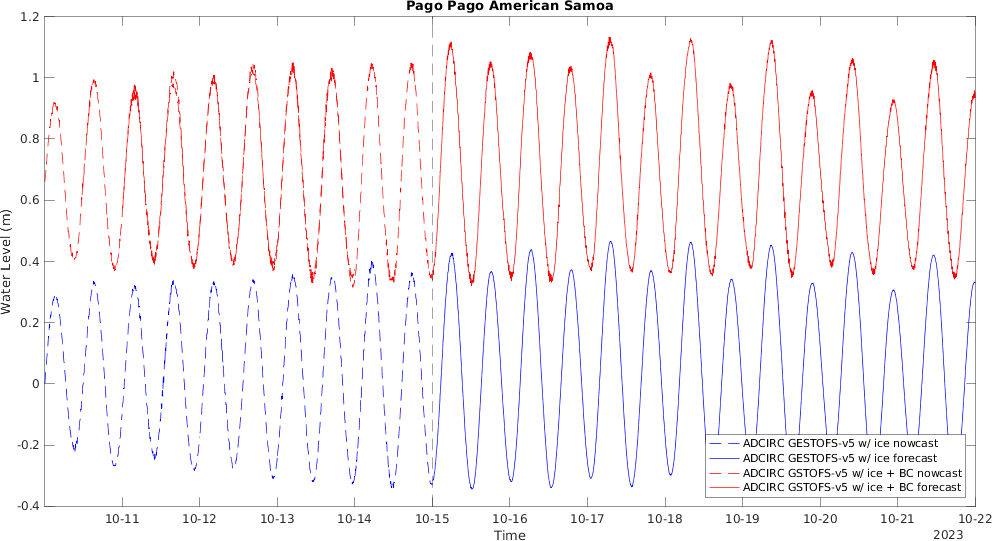 Pago Pago American Samoa
Water Level (m)
1.2
1
0.8
0.6
0.4
0.2
0
-0.2
-0.4
ADCIRC GESTOFS-v5 w/ ice nowcast
ADCIRC GESTOFS-v5 w/ ice forecast
ADCIRC GSTOFS-v5 w/ ice + BC nowcast
ADCIRC GSTOFS-v5 w/ ice + BC forecast
10-11 10-12 10-13 10-14 10-15 10-16 10-17 10-18 10-19 10-20 10-21 10-22
Time
2023